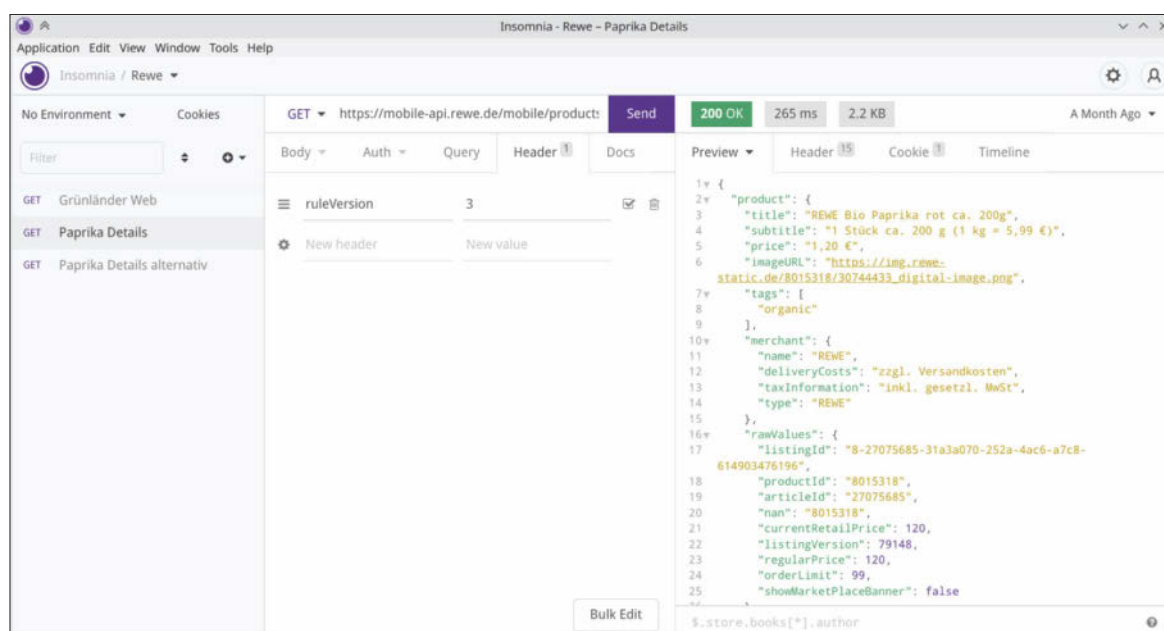 Insomnia - Rewe – Paprika Details
Application Edit View Window Tools Help
Insomnia / Rewe
No Environment Cookies
Filter
GET Grünländer Web
GET Paprika Details
GET Paprika Details alternativ
GET https://mobile-api.rewe.de/mobile/products Send
Body Auth Query Header 1 Docs
ruleVersion 3
New header New value
Bulk Edit
200 OK 265 ms 2.2 KB A Month Ago
Preview Header 15 Cookie 1 Timeline
1 {
2 "product": {
3 "title": "REWE Bio Paprika rot ca. 200g",
4 "subtitle": "1 Stück ca. 200 g (1 kg = 5,99 €)",
5 "price": "1,20 €",
6 "imageURL": "https://img.rewe-
static.de/8015318/30744433_digital-image.png",
7 "tags": [
8 "organic"
9 ],
10 "merchant": {
11 "name": "REWE",
12 "deliveryCosts": "zzgl. Versandkosten",
13 "taxInformation": "inkl. gesetzl. MwSt",
14 "type": "REWE"
15 },
16 "rawValues": {
17 "listingId": "8-27075685-31a3a070-252a-4ac6-a7c8-
614903476196",
18 "productId": "8015318",
19 "articleId": "27075685",
20 "nan": "8015318",
21 "currentRetailPrice": 120,
22 "listingVersion": 79148,
23 "regularPrice": 120,
24 "orderLimit": 99,
25 "showMarketPlaceBanner": false
$.store.books[*].author